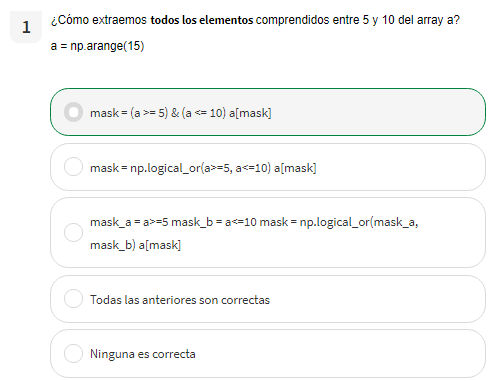 1
¿Cómo extraemos todos los elementos comprendidos entre 5 y 10 del array a?
a = np.arange(15)
mask = (a >= 5) & (a <= 10) a[mask]
mask = np.logical_or(a>=5, a<=10) a[mask]
mask_a = a>=5 mask_b = a<=10 mask = np.logical_or(mask_a,
mask_b) a[mask]
Todas las anteriores son correctas
Ninguna es correcta